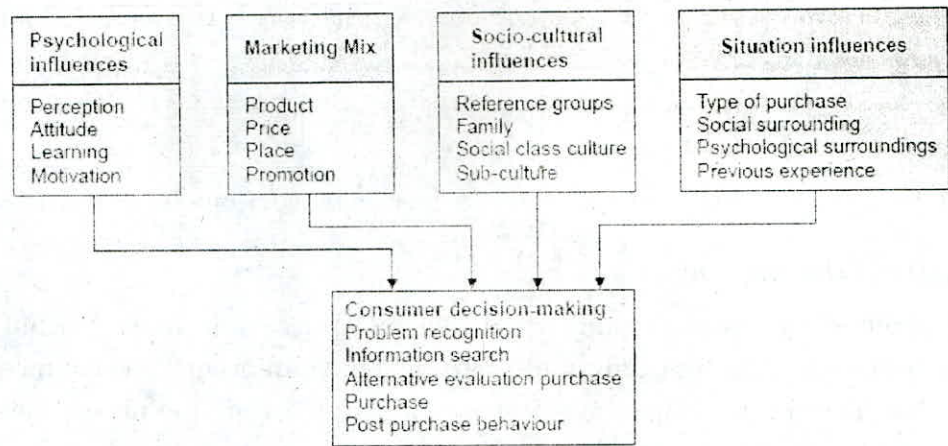 Psychological
influences
Perception
Attitude
Learning
Motivation
Marketing Mix
Product
Price
Place
Promotion
Socio-cultural
influences
Reference groups
Family
Social class culture
Sub-culture
Situation influences
Type of purchase
Social surrounding
Psychological surroundings
Previous experience
Consumer decision-making
Problem recognition
Information search
Alternative evaluation purchase
Purchase
Post purchase behaviour